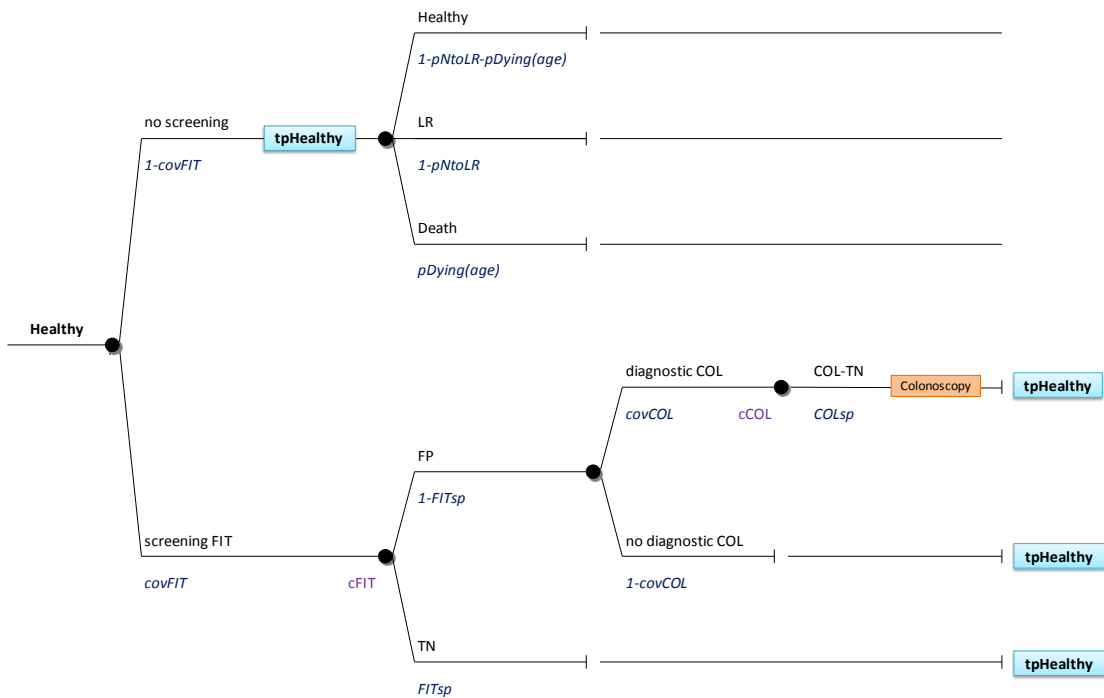 Healthy
1-pNtoLR-pDying(age)
no screening
tpHealthy
LR
1-covFIT
1-pNtoLR
Death
pDying(age)
Healthy
diagnostic COL
COL-TN
Colonoscopy
tpHealthy
covCOL
cCOL
COLsp
FP
1-FITsp
screening FIT
no diagnostic COL
tpHealthy
covFIT
cFIT
1-covCOL
TN
tpHealthy
FITsp